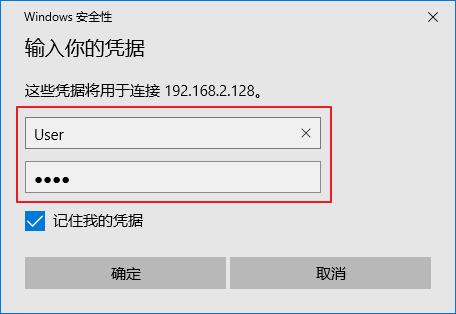 Windows 安全性
输入你的凭据
这些凭据将用于连接 192.168.2.128。
User
●●●●
记住我的凭据
确定
取消